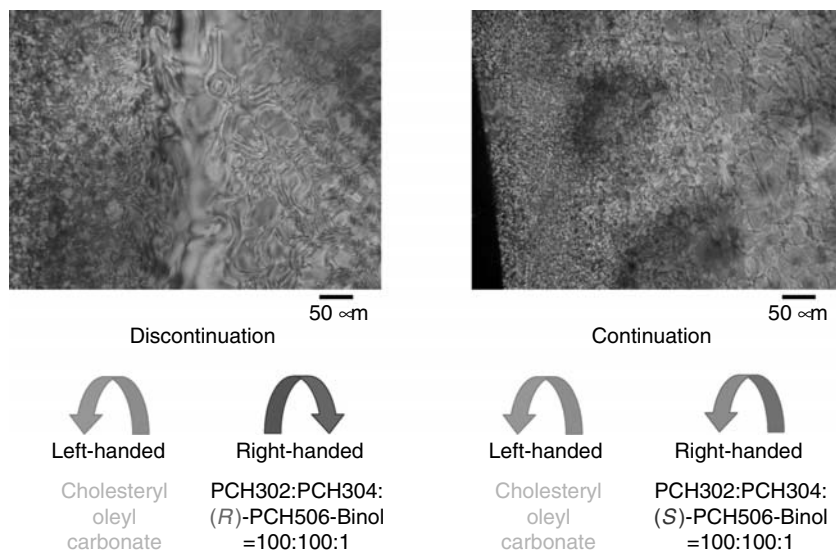 50 ∝m
50 ∝m
Discontinuation
Continuation
Left-handed
Right-handed
Left-handed
Right-handed
Cholesteryl
oleyl
carbonate
PCH302:PCH304:
(R)-PCH506-Binol
=100:100:1
Cholesteryl
oleyl
carbonate
PCH302:PCH304:
(S)-PCH506-Binol
=100:100:1